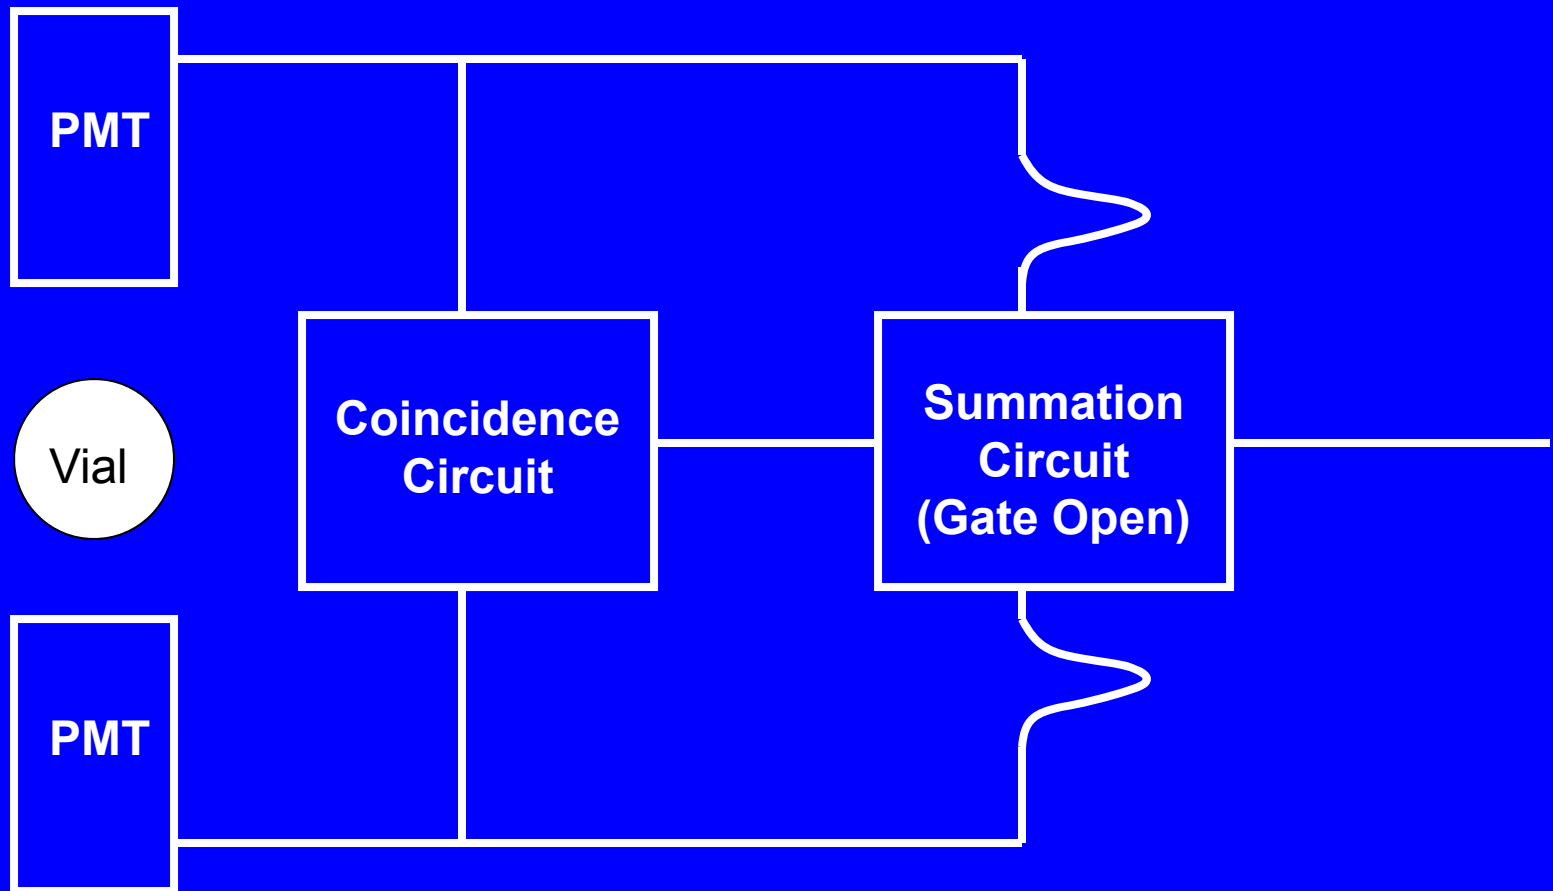 PMT
Coincidence
Circuit
Summation
Circuit
(Gate Open)
Vial
PMT